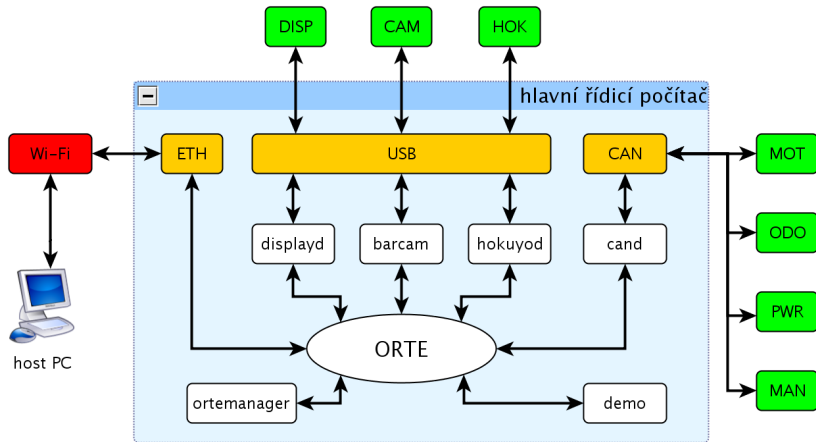 DISP
CAM
HOK
hlavní řídicí počítač
Wi-Fi
ETH
USB
CAN
MOT
displayd
barcam
hokuyod
cand
ODO
PWR
ORTE
host PC
ortemanager
demo
MAN